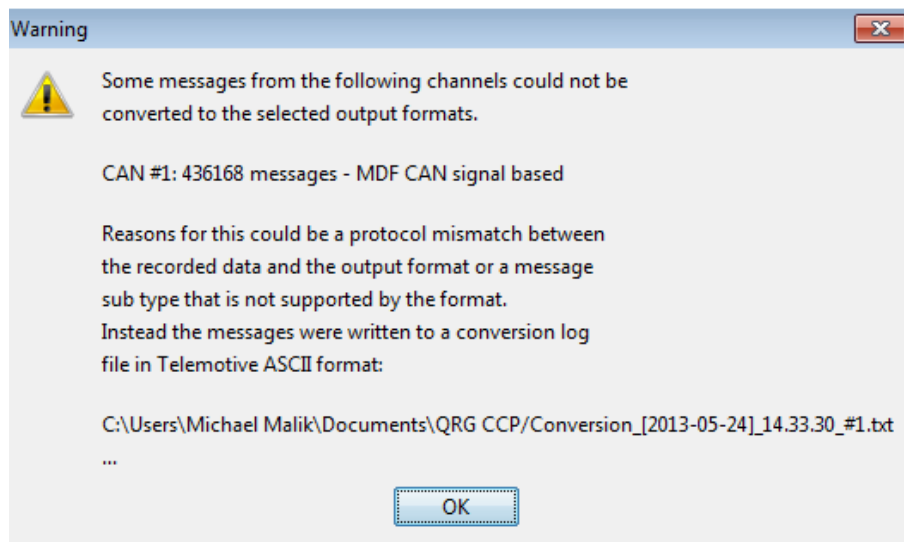 Warning
Some messages from the following channels could not be
converted to the selected output formats.
CAN #1: 436168 messages - MDF CAN signal based
Reasons for this could be a protocol mismatch between
the recorded data and the output format or a message
sub type that is not supported by the format.
Instead the messages were written to a conversion log
file in Telemotive ASCII format:
C:\Users\Michael Malik\Documents\QRG CCP/Conversion_[2013-05-24]_14.33.30_#1.txt
...
OK